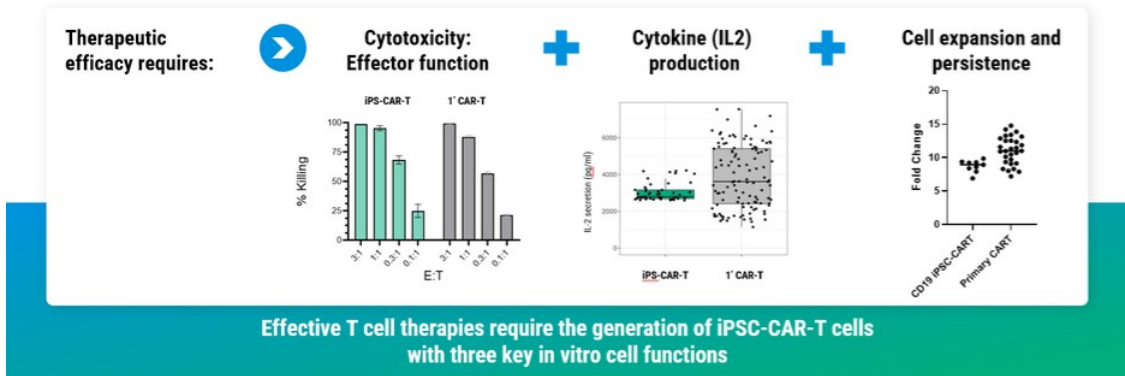 Therapeutic
efficacy requires:
Cytotoxicity:
Effector function
Cytokine (IL2)
production
Cell expansion and
persistence
iPS-CAR-T
1° CAR-T
% Killing
100
75
50
25
0
3:1
1:1
0.3:1
0.1:1
3:1
1:1
0.3:1
0.1:1
E:T
IL-2 secretion (pg/ml)
6000
4000
2000
0
iPS-CAR-T
1° CAR-T
Fold Change
20
15
10
5
0
CD19 iPSC-CART
Primary CART
Effective T cell therapies require the generation of iPSC-CAR-T cells
with three key in vitro cell functions